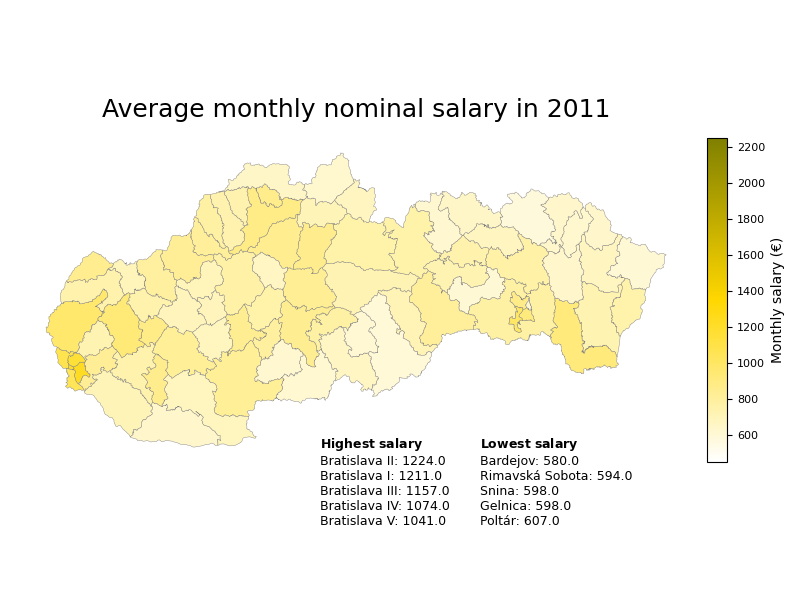 Average monthly nominal salary in 2011
2200
2000
1800
1600
1400
1200
1000
800
600
Monthly salary (€)
Highest salary
Bratislava II: 1224.0
Bratislava I: 1211.0
Bratislava III: 1157.0
Bratislava IV: 1074.0
Bratislava V: 1041.0
Lowest salary
Bardejov: 580.0
Rimavská Sobota: 594.0
Snina: 598.0
Gelnica: 598.0
Poltár: 607.0